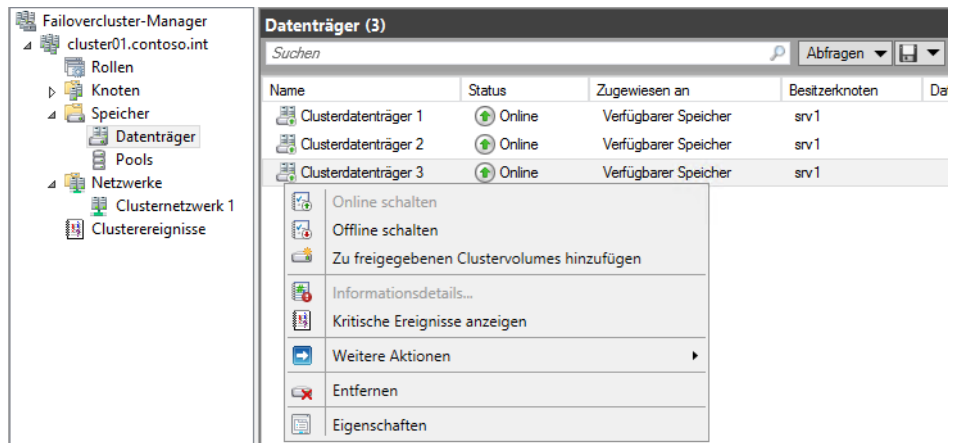 Failovercluster-Manager
cluster01.contoso.int
Rollen
Knoten
Speicher
Datenträger
Pools
Netzwerke
Clusternetzwerk 1
Clusterereignisse
Datenträger (3)
Suchen Abfragen
Name Status Zugewiesen an Besitzerknoten
Clusterdatenträger 1 Online Verfügbarer Speicher srv1
Clusterdatenträger 2 Online Verfügbarer Speicher srv1
Clusterdatenträger 3 Online Verfügbarer Speicher srv1
Online schalten
Offline schalten
Zu freigegebenen Clustervolumes hinzufügen
Informationsdetails...
Kritische Ereignisse anzeigen
Weitere Aktionen
Entfernen
Eigenschaften